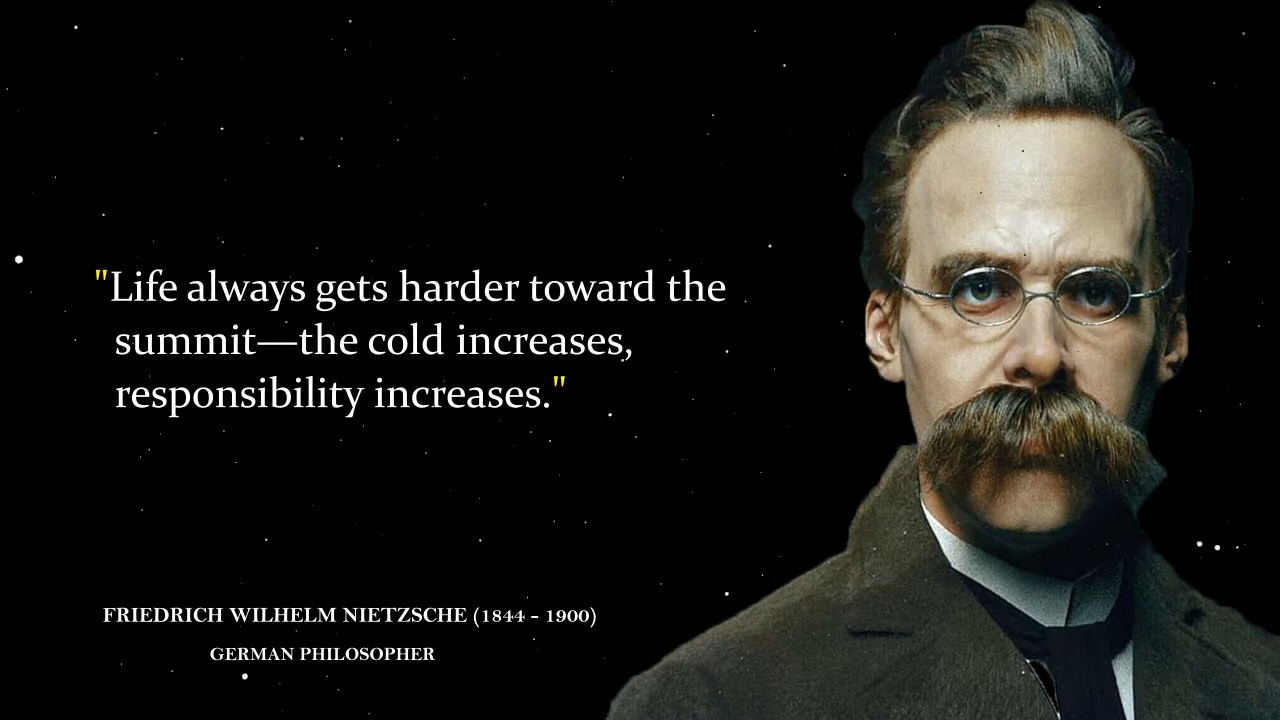 "Life always gets harder toward the
summit—the cold increases,
responsibility increases."
FRIEDRICH WILHELM NIETZSCHE (1844 - 1900)
GERMAN PHILOSOPHER